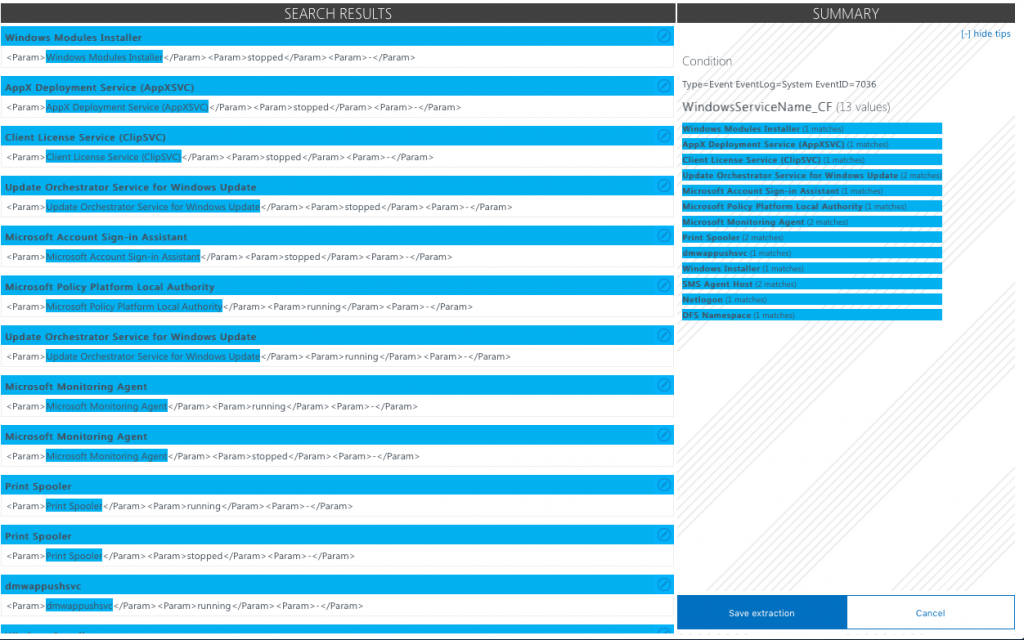 SEARCH RESULTS
Windows Modules Installer
<Param>Windows Modules Installer</Param><Param>stopped</Param><Param>-</Param>
AppX Deployment Service (AppXSVC)
<Param>AppX Deployment Service (AppXSVC)</Param><Param>stopped</Param><Param>-</Param>
Client License Service (ClipSVC)
<Param>Client License Service (ClipSVC)</Param><Param>stopped</Param><Param>-</Param>
Update Orchestrator Service for Windows Update
<Param>Update Orchestrator Service for Windows Update</Param><Param>stopped</Param><Param>-</Param>
Microsoft Account Sign-in Assistant
<Param>Microsoft Account Sign-in Assistant</Param><Param>stopped</Param><Param>-</Param>
Microsoft Policy Platform Local Authority
<Param>Microsoft Policy Platform Local Authority</Param><Param>running</Param><Param>-</Param>
Update Orchestrator Service for Windows Update
<Param>Update Orchestrator Service for Windows Update</Param><Param>running</Param><Param>-</Param>
Microsoft Monitoring Agent
<Param>Microsoft Monitoring Agent</Param><Param>running</Param><Param>-</Param>
Microsoft Monitoring Agent
<Param>Microsoft Monitoring Agent</Param><Param>stopped</Param><Param>-</Param>
Print Spooler
<Param>Print Spooler</Param><Param>running</Param><Param>-</Param>
Print Spooler
<Param>Print Spooler</Param><Param>stopped</Param><Param>-</Param>
dmwappushsvc
<Param>dmwappushsvc</Param><Param>running</Param><Param>-</Param>
SUMMARY
[-] hide tips
Condition
Type=Event EventLog=System EventID=7036
WindowsServiceName_CF (13 values)
Windows Modules Installer (1 matches)
AppX Deployment Service (AppXSVC) (1 matches)
Client License Service (ClipSVC) (1 matches)
Update Orchestrator Service for Windows Update (2 matches)
Microsoft Account Sign-in Assistant (1 matches)
Microsoft Policy Platform Local Authority (1 matches)
Microsoft Monitoring Agent (2 matches)
Print Spooler (2 matches)
dmwappushsvc (1 matches)
Windows Installer (1 matches)
SMS Agent Host (2 matches)
Netlogon (1 matches)
DFS Namespace (1 matches)
Save extraction
Cancel